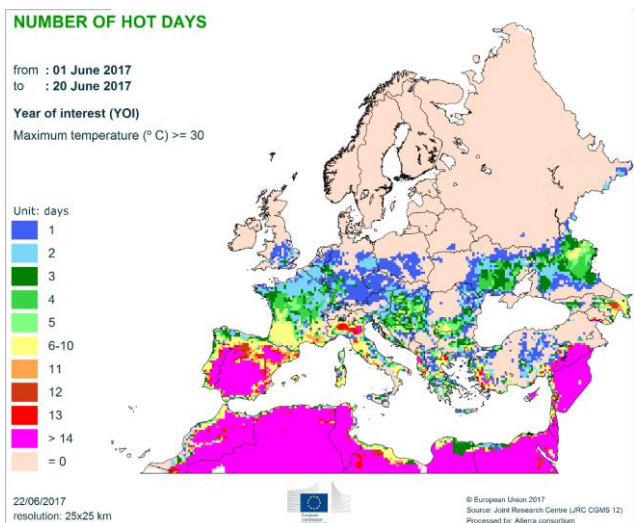 NUMBER OF HOT DAYS
from : 01 June 2017
to : 20 June 2017
Year of interest (YOI)
Maximum temperature (º C) >= 30
Unit: days
1
2
3
4
5
6-10
11
12
13
> 14
= 0
22/06/2017
resolution: 25x25 km
European
Commission
© European Union 2017
Source: Joint Research Centre (JRC CGMS 12)
Processed by: Alterra consortium